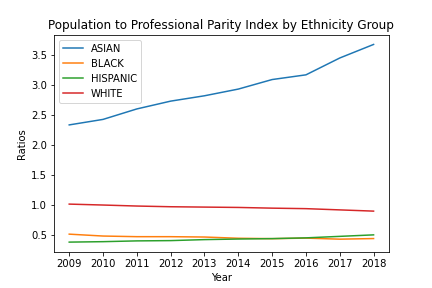 Population to Professional Parity Index by Ethnicity Group
ASIAN
BLACK
HISPANIC
WHITE
3.5
3.0
2.5
2.0
1.5
1.0
0.5
Ratios
2009 2010 2011 2012 2013 2014 2015 2016 2017 2018
Year